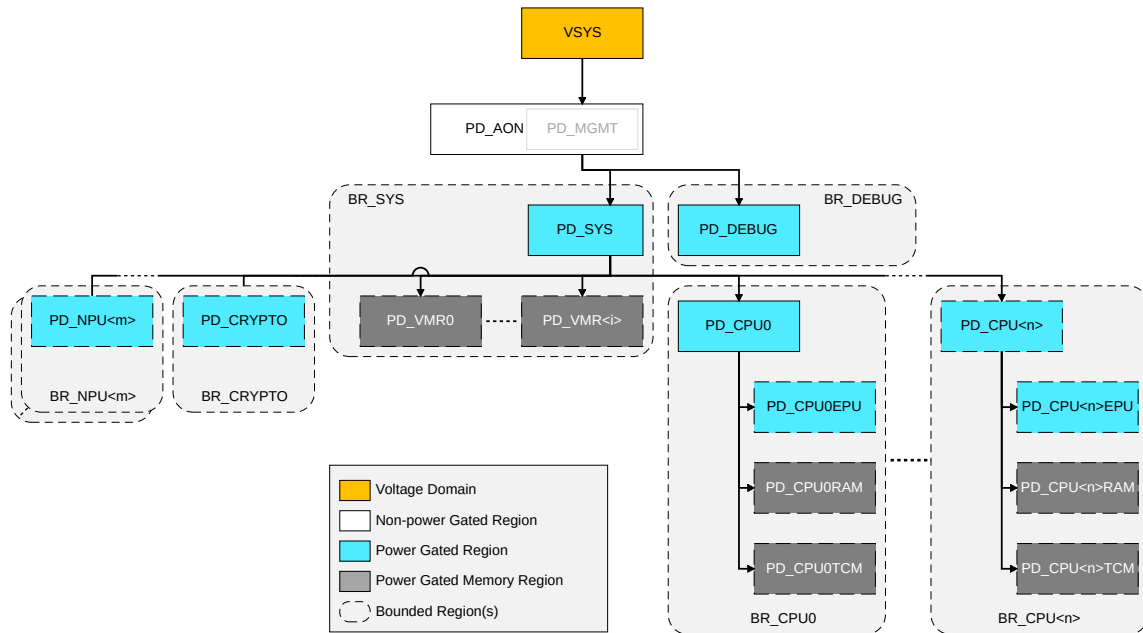 VSYS
PD_AON
PD_MGMT
BR_SYS
BR_DEBUG
PD_SYS
PD_DEBUG
PD_NPU<m>
PD_CRYPTO
PD_VMR0
PD_VMR<i>
PD_CPU0
PD_CPU<n>
BR_NPU<m>
BR_CRYPTO
PD_CPU0EPU
PD_CPU<n>EPU
PD_CPU0RAM
PD_CPU<n>RAM
PD_CPU0TCM
PD_CPU<n>TCM
BR_CPU0
BR_CPU<n>
Voltage Domain
Non-power Gated Region
Power Gated Region
Power Gated Memory Region
Bounded Region(s)